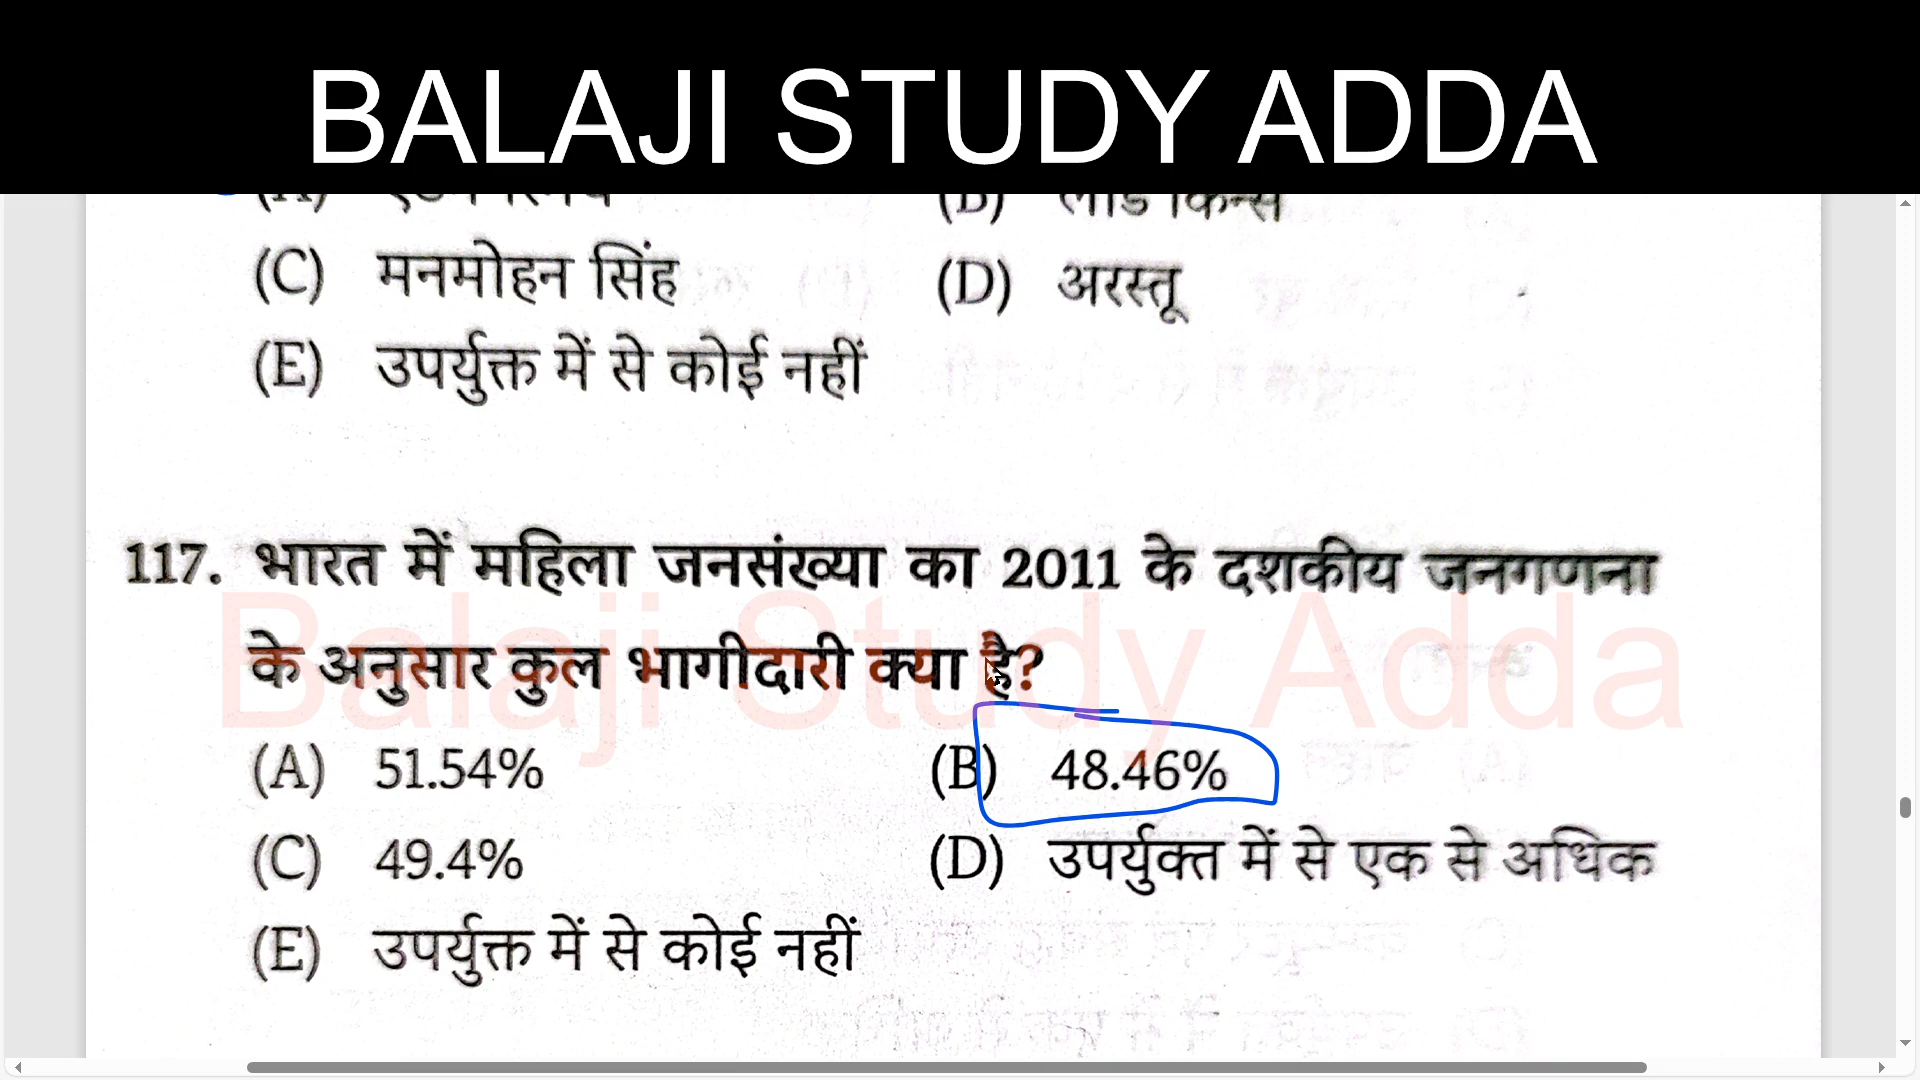 BALAJI STUDY ADDA
(B) लॉर्ड किन्स
(C) मनमोहन सिंह (D) अरस्तू
(E) उपर्युक्त में से कोई नहीं
117. भारत में महिला जनसंख्या का 2011 के दशकीय जनगणना
के अनुसार कुल भागीदारी क्या है?
Balaji Study Adda
(A) 51.54% (B) 48.46%
(C) 49.4% (D) उपर्युक्त में से एक से अधिक
(E) उपर्युक्त में से कोई नहीं